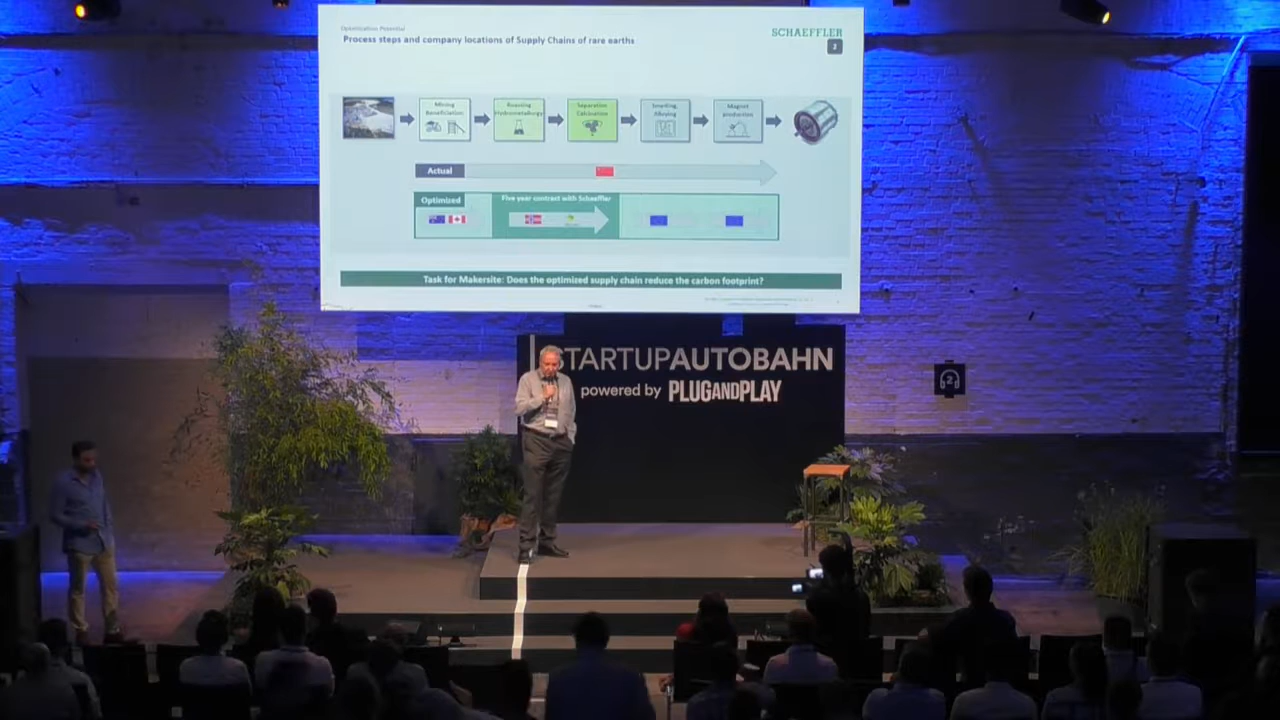 Optimization Potential
Process steps and company locations of Supply Chains of rare earths
SCHAEFFLER
2
Mining
Beneficiation
Roasting
Hydrometallurgy
Separation
Calcination
Smelting,
Alloying
Magnet
production
Actual
Optimized
Five year contract with Schaeffler
Task for Makersite: Does the optimized supply chain reduce the carbon footprint?
STARTUPAUTOBAHN
powered by PLUGANDPLAY
2